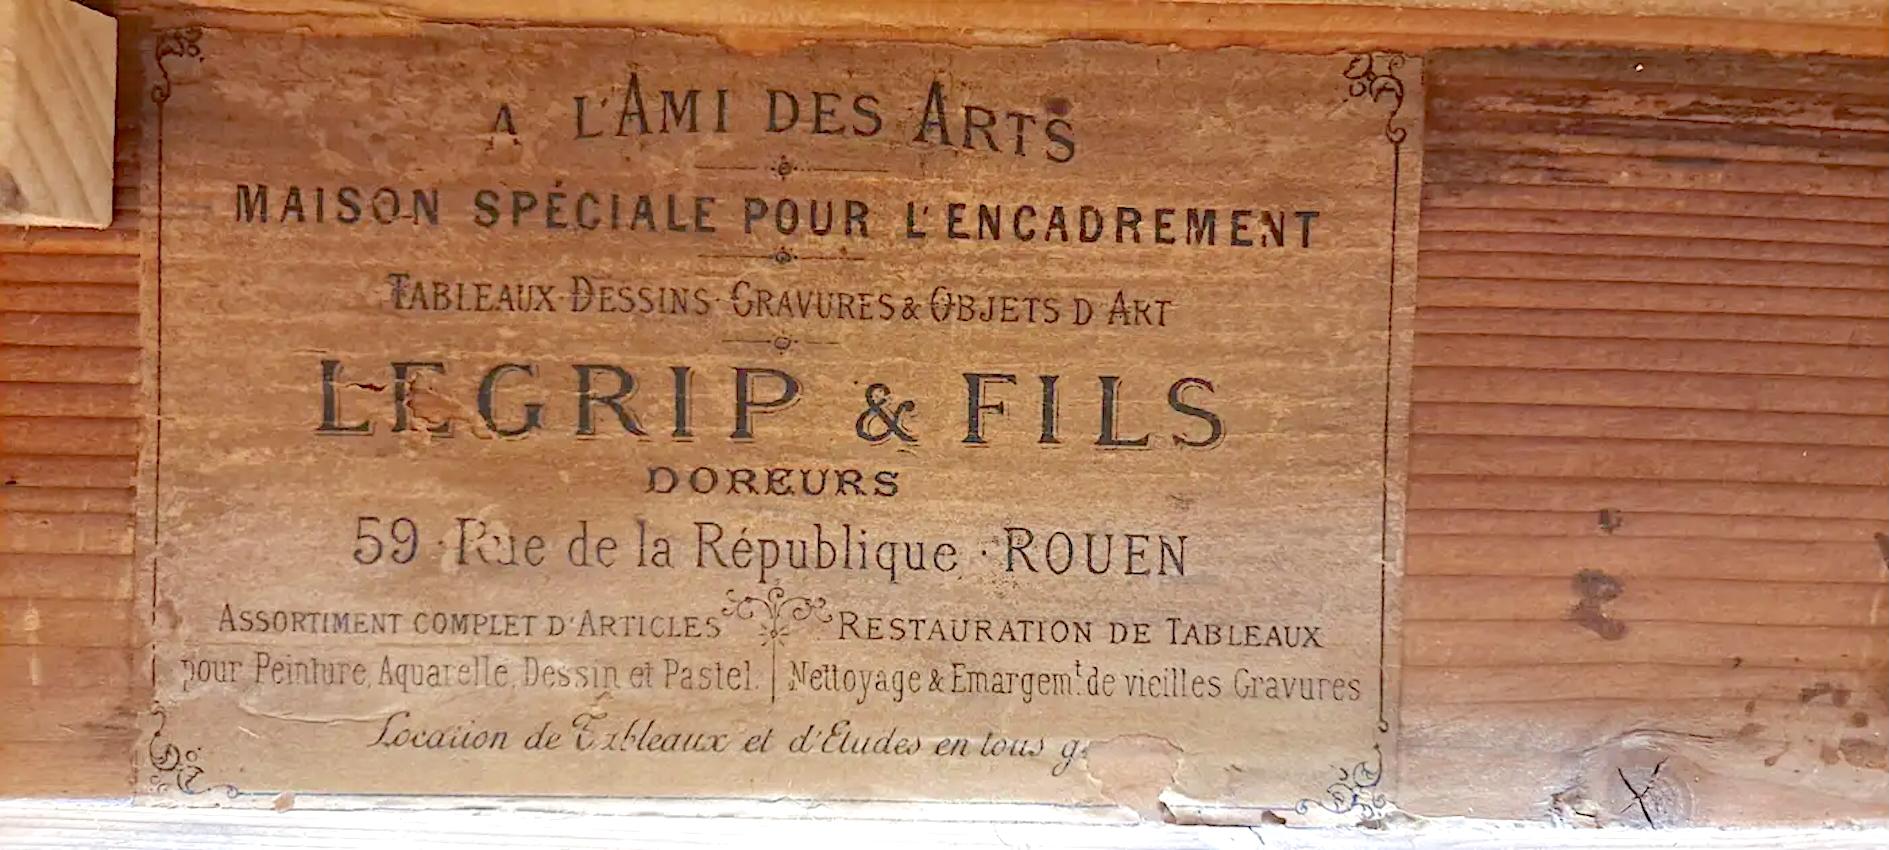 A L'AMI DES ARTS
MAISON SPÉCIALE POUR L'ENCADREMENT
TABLEAUX · DESSINS · GRAVURES & OBJETS D'ART
LEGRIP & FILS
DOREURS
59 · Rue de la République · ROUEN
ASSORTIMENT COMPLET D'ARTICLES
pour Peinture, Aquarelle, Dessin et Pastel.
RESTAURATION DE TABLEAUX
Nettoyage & Emargemt. de vieilles Gravures
Location de Tableaux et d'Etudes en tous